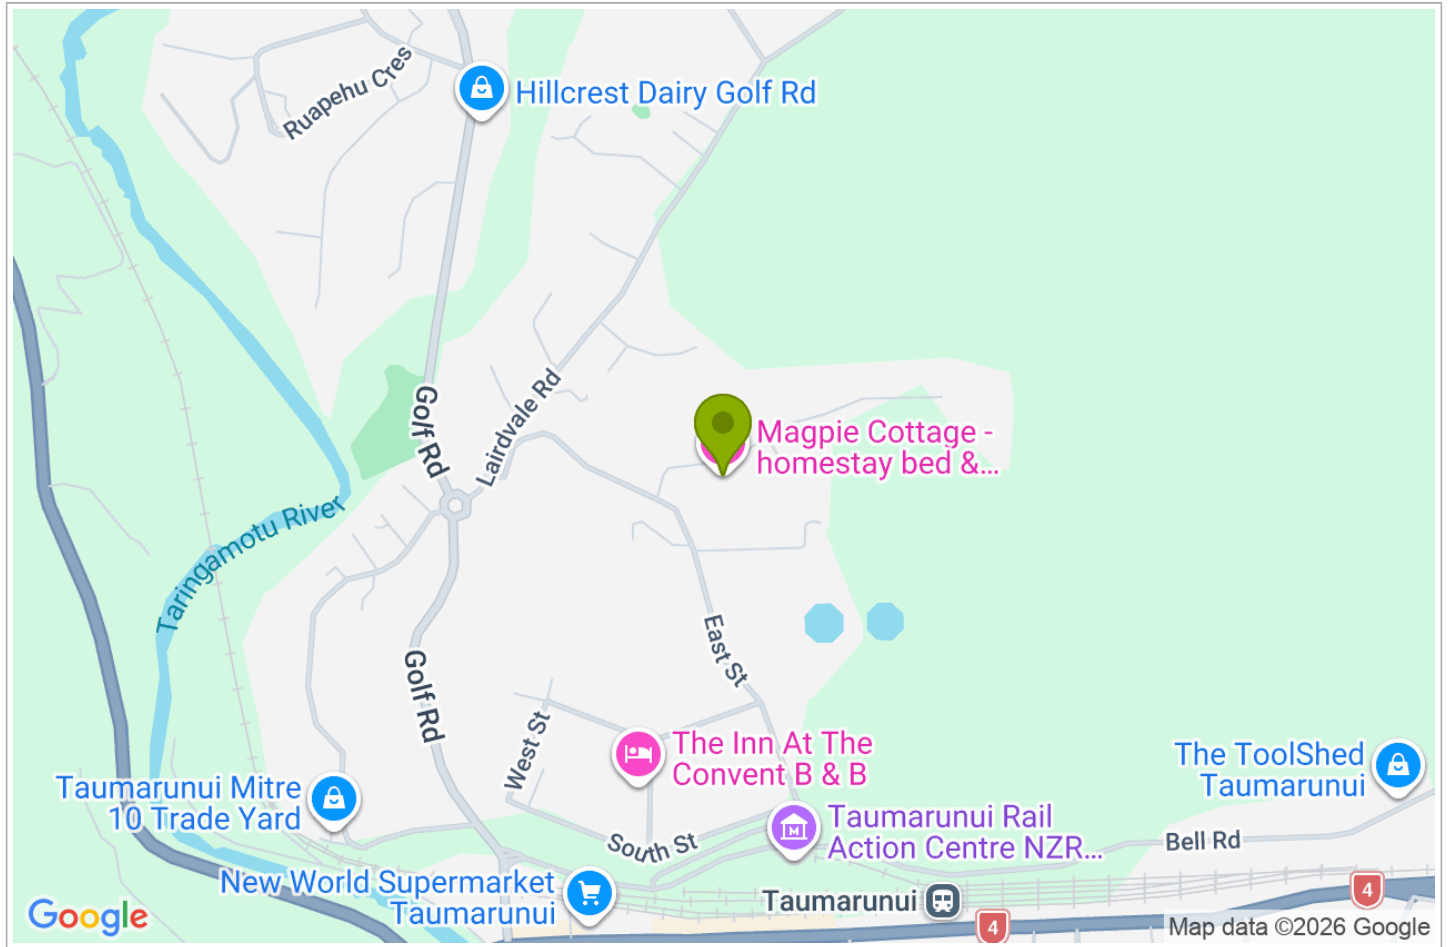 Ruapehu Cres
Hillcrest Dairy Golf Rd
Golf Rd
Lairdvale Rd
Magpie Cottage -
homestay bed &...
Taringamotu River
East St
Golf Rd
West St
The Inn At The
Convent B & B
The ToolShed
Taumarunui
Taumarunui Mitre
10 Trade Yard
South St
Taumarunui Rail
Action Centre NZR...
Bell Rd
New World Supermarket
Taumarunui
Taumarunui
4
4
Google
Map data ©2026 Google